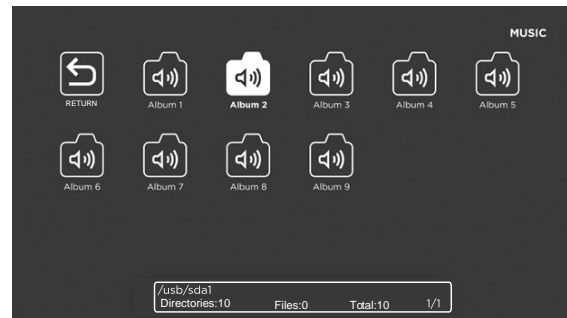 MUSIC
RETURN Album 1 Album 2 Album 3 Album 4 Album 5
Album 6 Album 7 Album 8 Album 9
/usb/sda1
Directories:10 Files:0 Total:10 1/1